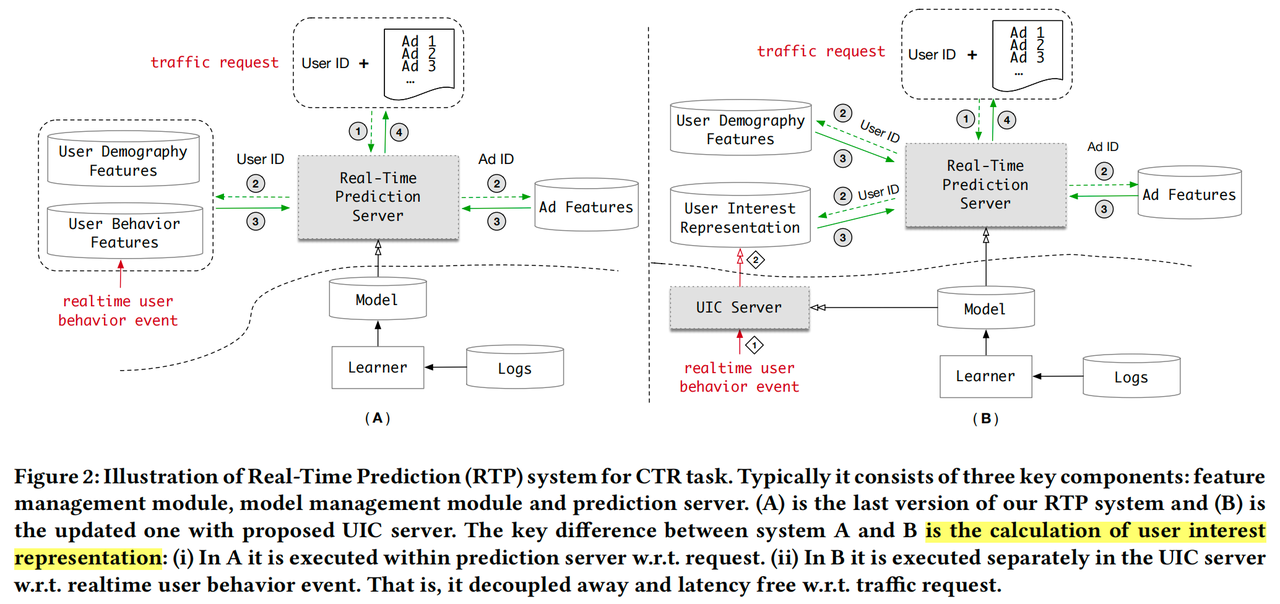 traffic request
User ID +
Ad 1
Ad 2
Ad 3
...
1
4
User Demography
Features
User Behavior
Features
User ID
2
3
Real-Time
Prediction
Server
Ad ID
2
3
Ad Features
realtime user
behavior event
Model
Learner
Logs
(A)
traffic request
User ID +
Ad 1
Ad 2
Ad 3
...
1
4
User Demography
Features
2
User ID
3
User Interest
Representation
2
User ID
3
Real-Time
Prediction
Server
Ad ID
2
3
Ad Features
2
UIC Server
1
realtime user
behavior event
Model
Learner
Logs
(B)
Figure 2: Illustration of Real-Time Prediction (RTP) system for CTR task. Typically it consists of three key components: feature
management module, model management module and prediction server. (A) is the last version of our RTP system and (B) is
the updated one with proposed UIC server. The key difference between system A and B is the calculation of user interest
representation: (i) In A it is executed within prediction server w.r.t. request. (ii) In B it is executed separately in the UIC server
w.r.t. realtime user behavior event. That is, it decoupled away and latency free w.r.t. traffic request.